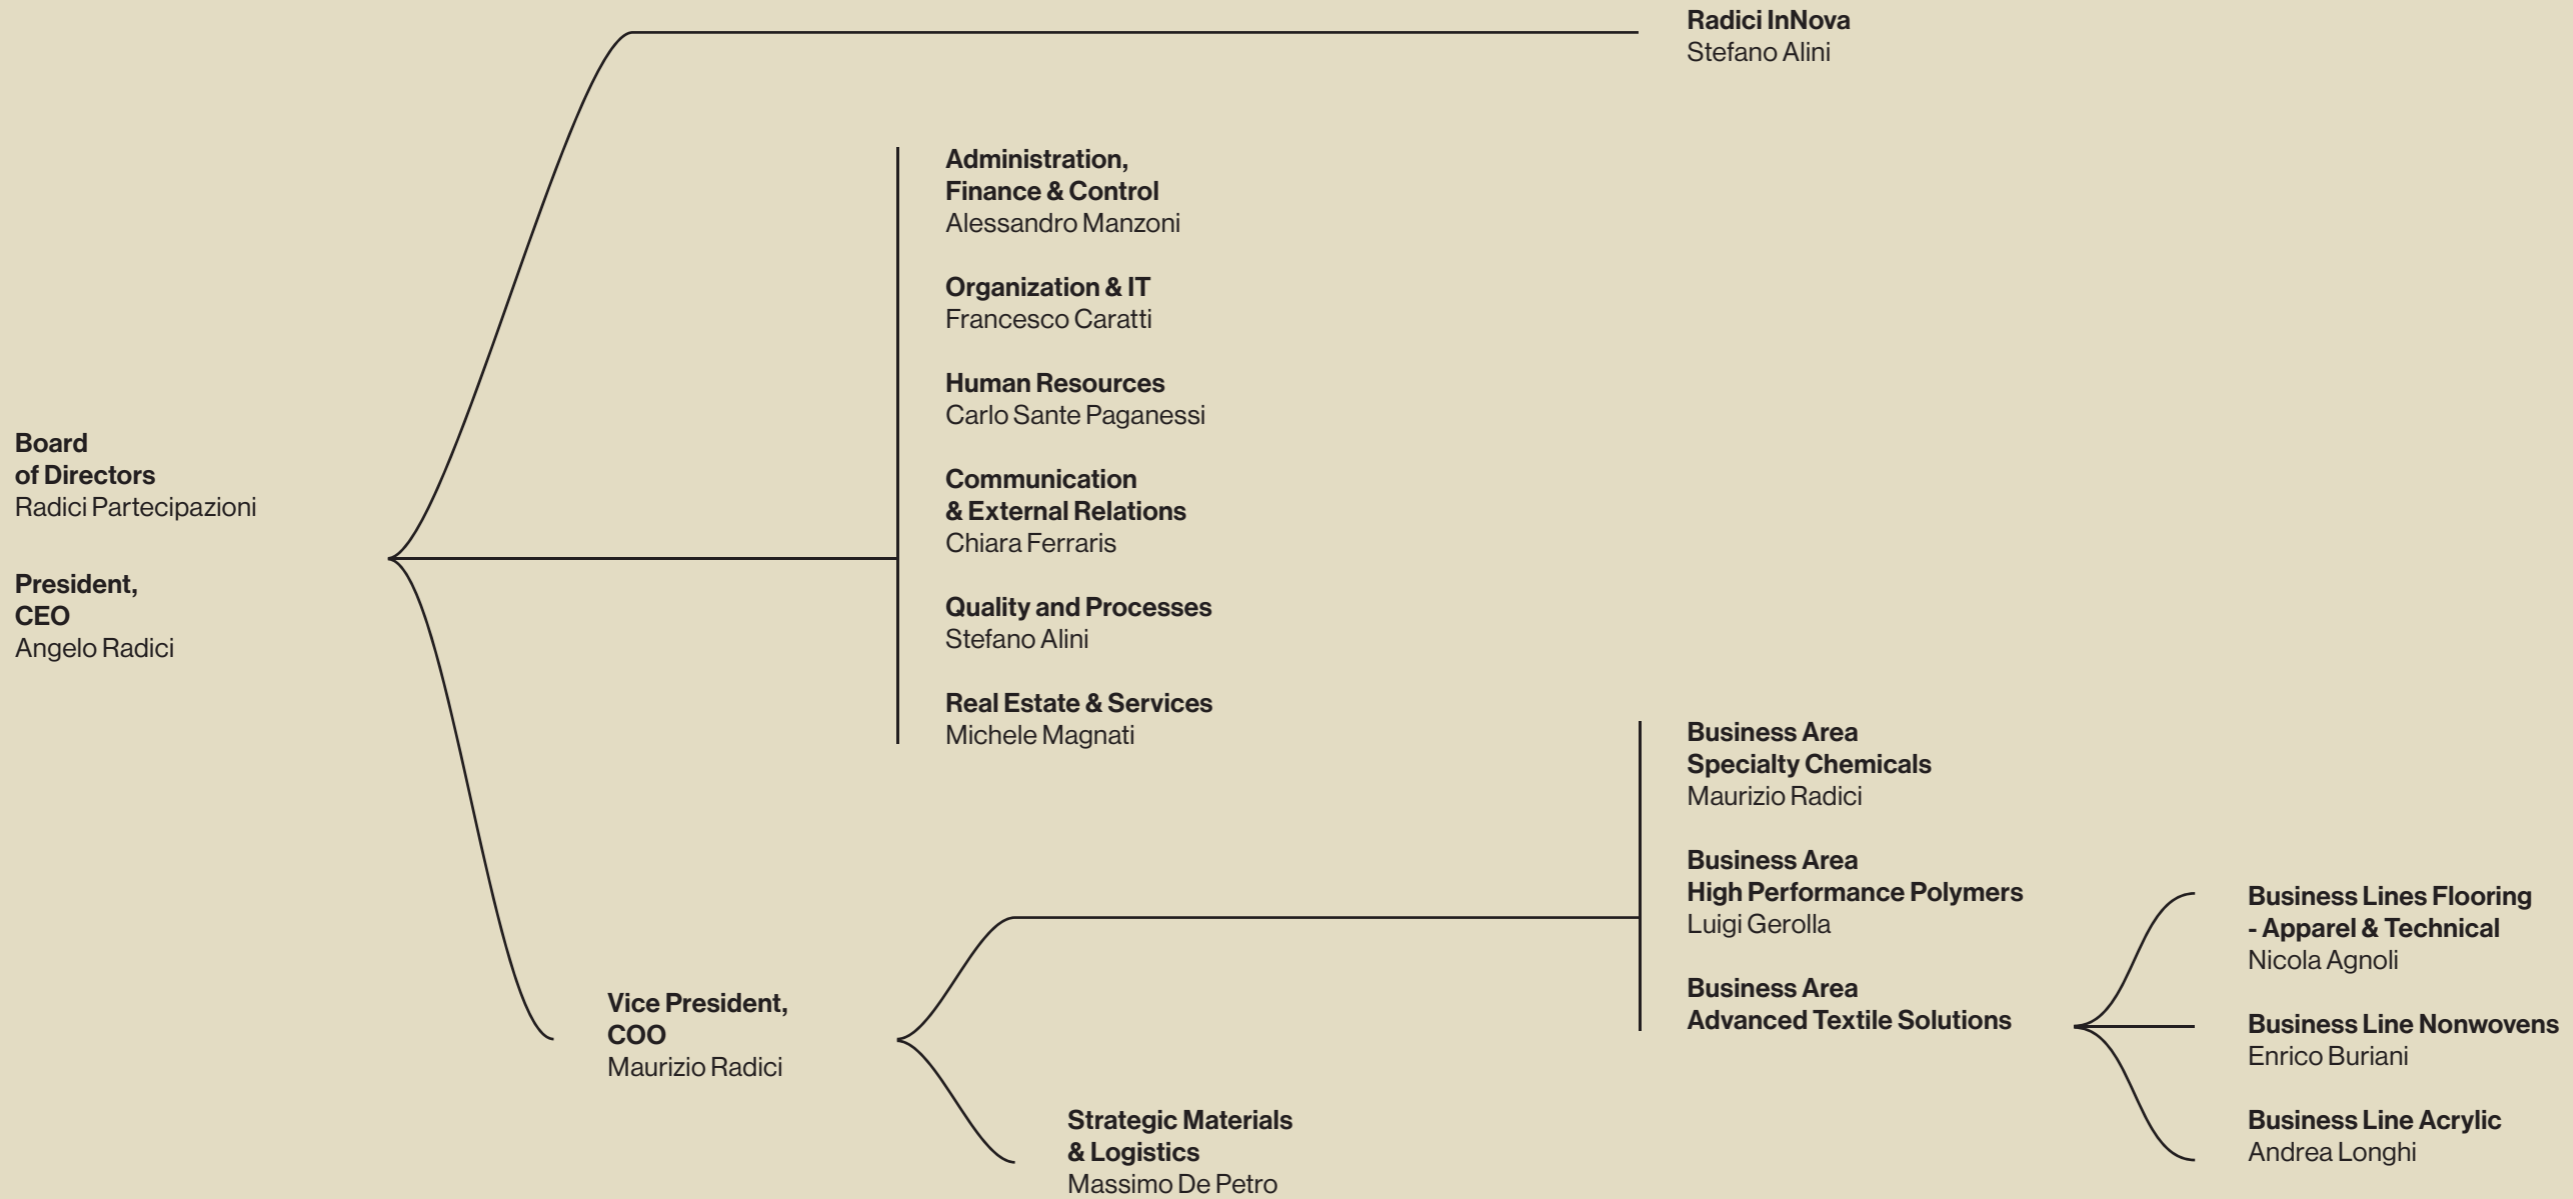 Radici InNova
Stefano Alini
Administration,
Finance & Control
Alessandro Manzoni
Organization & IT
Francesco Caratti
Human Resources
Carlo Sante Paganessi
Communication
& External Relations
Chiara Ferraris
Quality and Processes
Stefano Alini
Real Estate & Services
Michele Magnati
Board
of Directors
Radici Partecipazioni
President,
CEO
Angelo Radici
Vice President,
COO
Maurizio Radici
Strategic Materials
& Logistics
Massimo De Petro
Business Area
Specialty Chemicals
Maurizio Radici
Business Area
High Performance Polymers
Luigi Gerolla
Business Area
Advanced Textile Solutions
Business Lines Flooring
- Apparel & Technical
Nicola Agnoli
Business Line Nonwovens
Enrico Buriani
Business Line Acrylic
Andrea Longhi